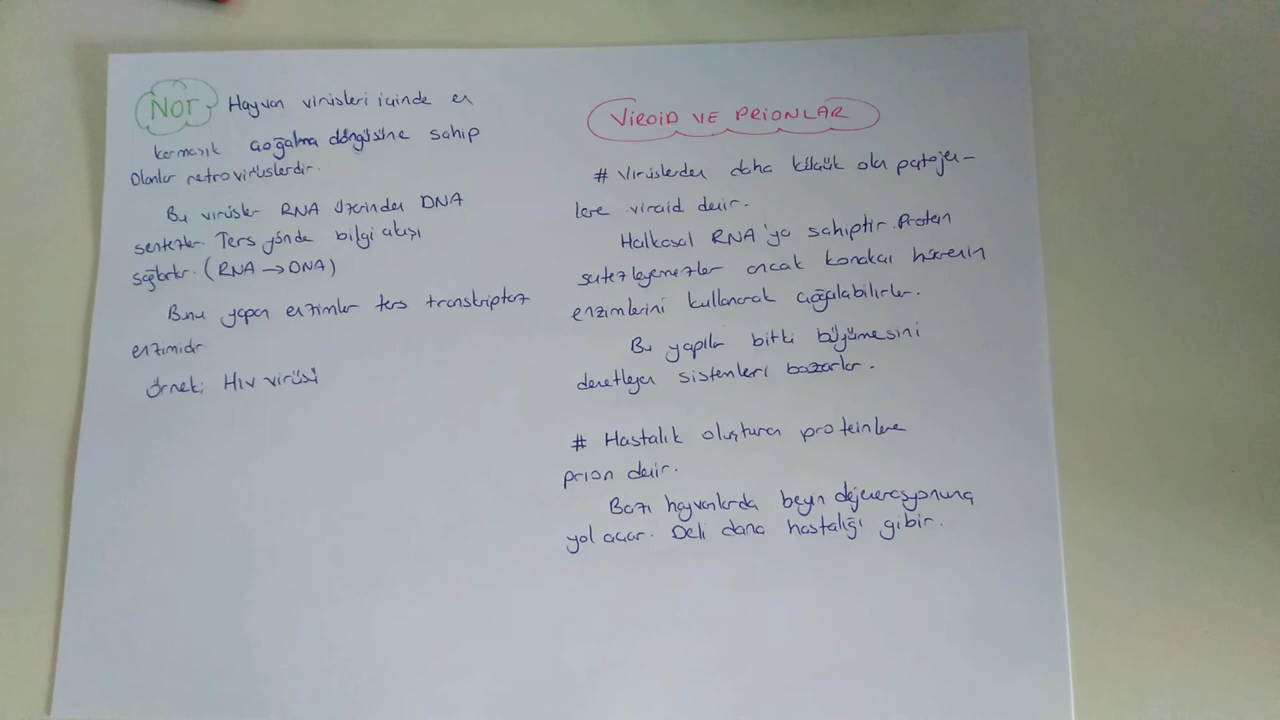 NOT Hayvan virüsleri içinde en
karmaşık çoğalma döngüsüne sahip
Olanlar retrovirüslerdir.
Bu virüsler RNA üzerinden DNA
sentezler. Ters yönde bilgi akışı
sağlarlar. (RNA → DNA)
Bunu yapan enzimler ters transkriptaz
enzimidir
Örnek; HIV virüsü
VİROİD VE PRİONLAR
# Virüslerden daha küçük olan patojen-
lere viroid denir.
Halkasal RNA'ya sahiptir. Protein
sentezleyemezler ancak konakçı hücrenin
enzimlerini kullanarak çoğalabilirler.
Bu yapılar bitki büyümesini
denetleyen sistemleri bozarlar.
# Hastalık oluşturan proteinlere
prion denir.
Bazı hayvanlarda beyin dejenerasyonuna
yol açar. Deli dana hastalığı gibir.